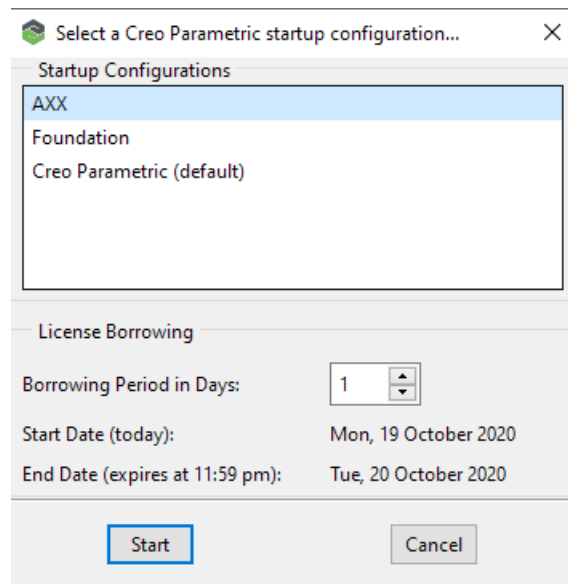 Select a Creo Parametric startup configuration...
Startup Configurations
AXX
Foundation
Creo Parametric (default)
License Borrowing
Borrowing Period in Days: 1
Start Date (today): Mon, 19 October 2020
End Date (expires at 11:59 pm): Tue, 20 October 2020
Start Cancel